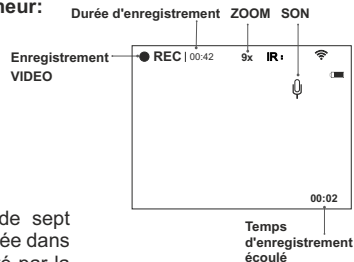 neur:
Durée d'enregistrement ZOOM SON
Enregistrement
VIDEO
REC | 00:42 9x IR
00:02
de sept
ée dans
é par la
Temps
d'enregistrement
écoulé